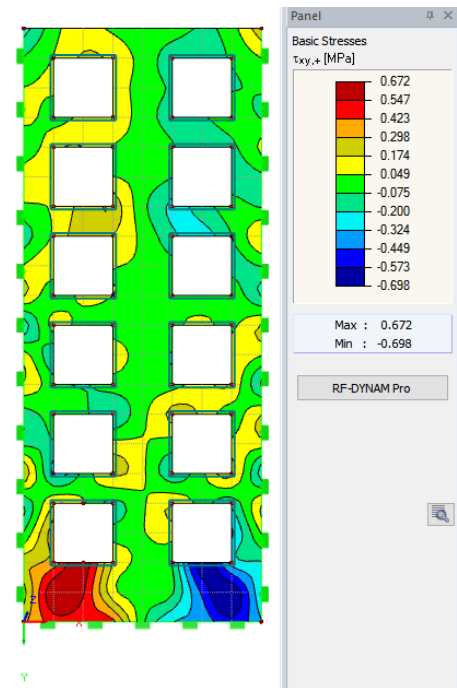 Panel
Basic Stresses
τxy,+ [MPa]
0.672
0.547
0.423
0.298
0.174
0.049
-0.075
-0.200
-0.324
-0.449
-0.573
-0.698
Max : 0.672
Min : -0.698
RF-DYNAM Pro
Z
X
Y